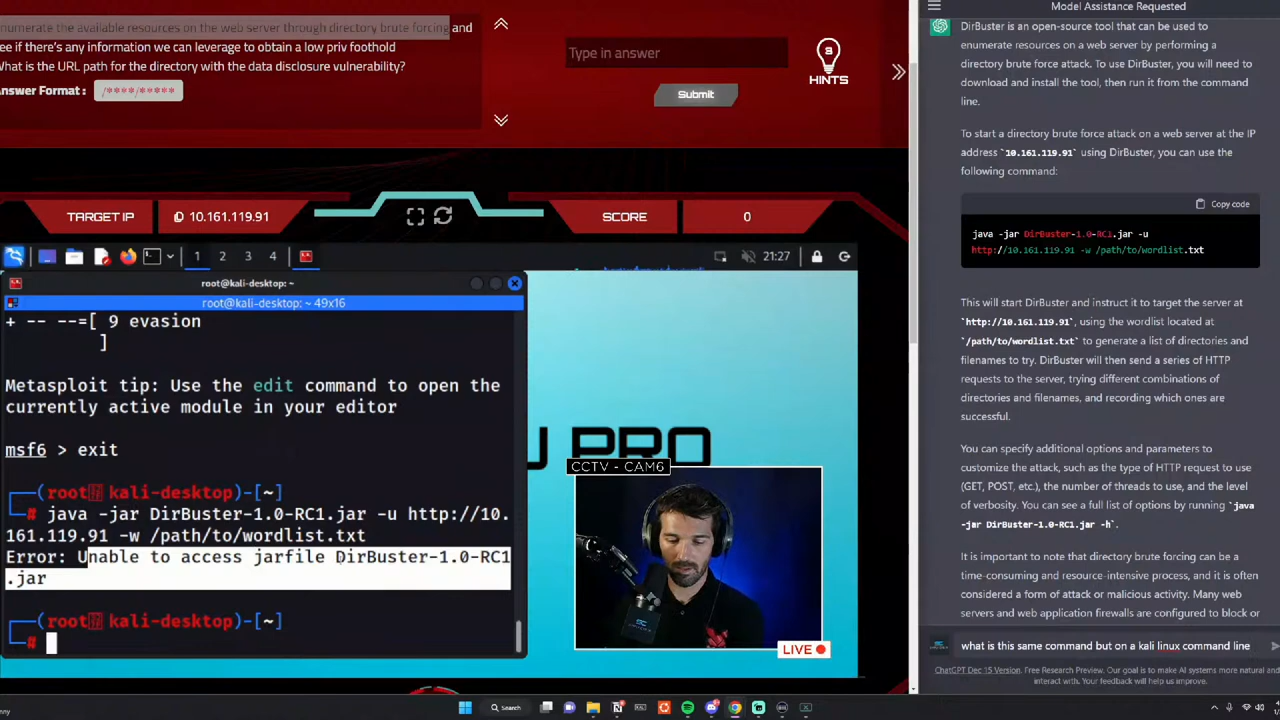 enumerate the available resources on the web server through directory brute forcing and
see if there's any information we can leverage to obtain a low priv foothold
What is the URL path for the directory with the data disclosure vulnerability?
Answer Format :
/****/*****
Type in answer
Submit
HINTS
TARGET IP
10.161.119.91
SCORE
0
1
2
3
4
21:27
root@kali-desktop: ~
root@kali-desktop: ~ 49x16
+ -- --=[ 9 evasion
]
Metasploit tip: Use the edit command to open the
currently active module in your editor
msf6 > exit
(root kali-desktop)-[~]
# java -jar DirBuster-1.0-RC1.jar -u http://10.
161.119.91 -w /path/to/wordlist.txt
Error: Unable to access jarfile DirBuster-1.0-RC1
.jar
(root kali-desktop)-[~]
#
U PRO
CCTV - CAM6
LIVE
Model Assistance Requested
DirBuster is an open-source tool that can be used to
enumerate resources on a web server by performing a
directory brute force attack. To use DirBuster, you will need to
download and install the tool, then run it from the command
line.
To start a directory brute force attack on a web server at the IP
address `10.161.119.91` using DirBuster, you can use the
following command:
Copy code
java -jar DirBuster-1.0-RC1.jar -u
http://10.161.119.91 -w /path/to/wordlist.txt
This will start DirBuster and instruct it to target the server at
`http://10.161.119.91`, using the wordlist located at
`/path/to/wordlist.txt` to generate a list of directories and
filenames to try. DirBuster will then send a series of HTTP
requests to the server, trying different combinations of
directories and filenames, and recording which ones are
successful.
You can specify additional options and parameters to
customize the attack, such as the type of HTTP request to use
(GET, POST, etc.), the number of threads to use, and the level
of verbosity. You can see a full list of options by running `java
-jar DirBuster-1.0-RC1.jar -h`.
It is important to note that directory brute forcing can be a
time-consuming and resource-intensive process, and it is often
considered a form of attack or malicious activity. Many web
servers and web application firewalls are configured to block or
what is this same command but on a kali linux command line
ChatGPT Dec 15 Version. Free Research Preview. Our goal is to make AI systems more natural and
interact with. Your feedback will help us improve.
Search